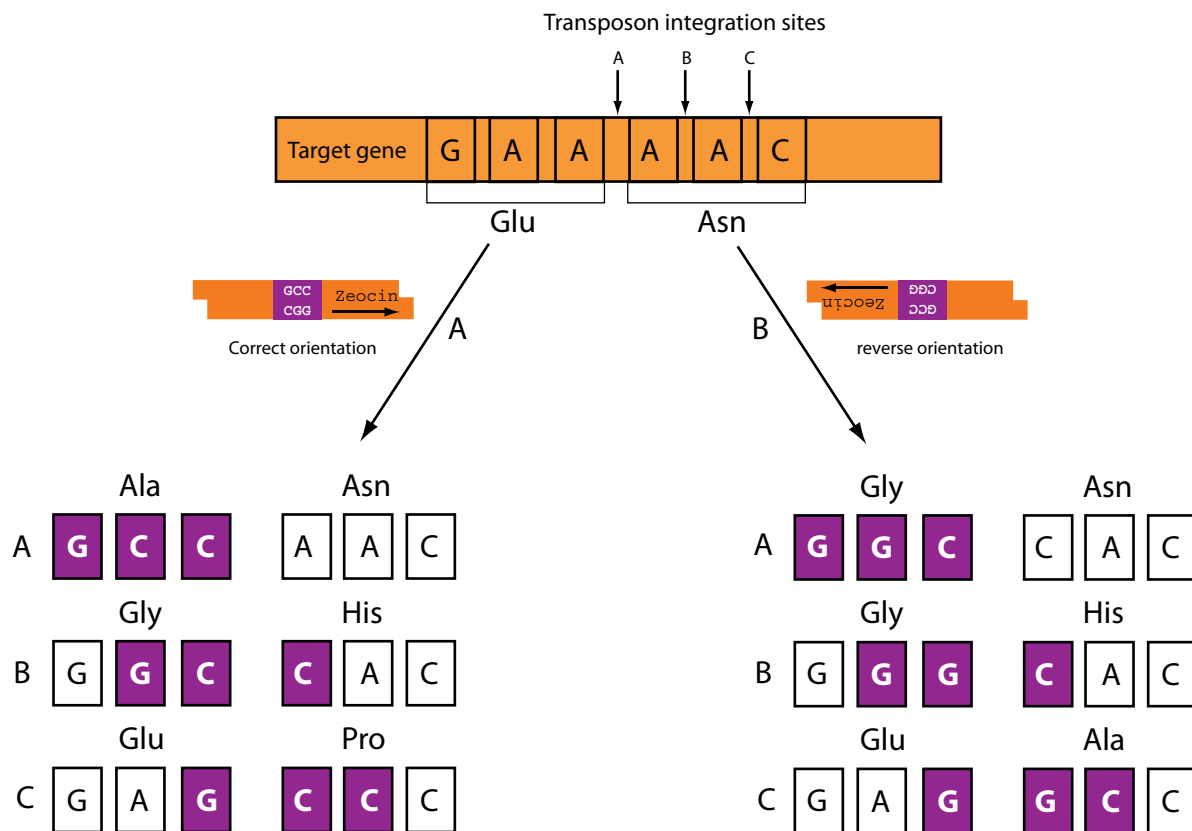 Transposon integration sites
A B C
Target gene G A A A A C
Glu Asn
GCC
CGG Zeocin
Correct orientation
A
B
Zeocin CGG
GCC
reverse orientation
Ala Asn
A G C C A A C
Gly His
B G G C C A C
Glu Pro
C G A G C C C
Gly Asn
A G G C C A C
Gly His
B G G G C A C
Glu Ala
C G A G G C C